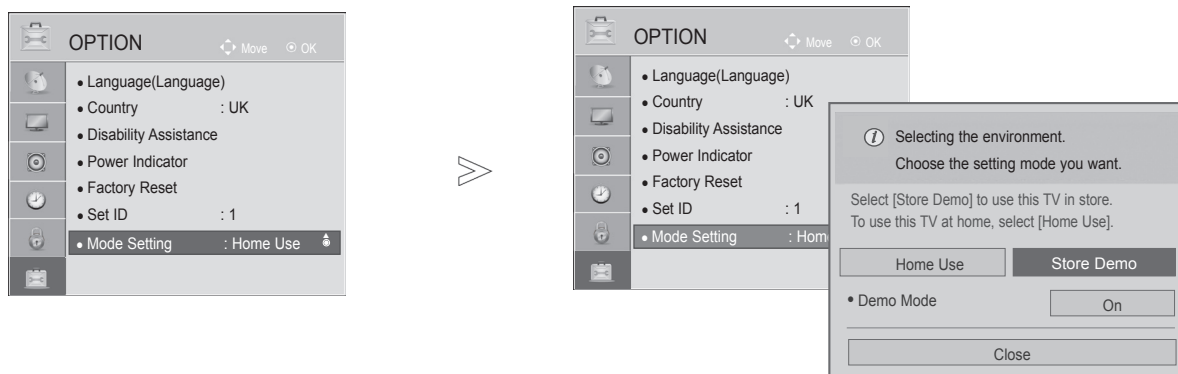 OPTION
Move OK
• Language(Language)
• Country : UK
• Disability Assistance
• Power Indicator
• Factory Reset
• Set ID : 1
• Mode Setting : Home Use
OPTION
Move OK
• Language(Language)
• Country : UK
• Disability Assistance
• Power Indicator
• Factory Reset
• Set ID : 1
• Mode Setting : Hom
i Selecting the environment.
Choose the setting mode you want.
Select [Store Demo] to use this TV in store.
To use this TV at home, select [Home Use].
Home Use Store Demo
• Demo Mode On
Close